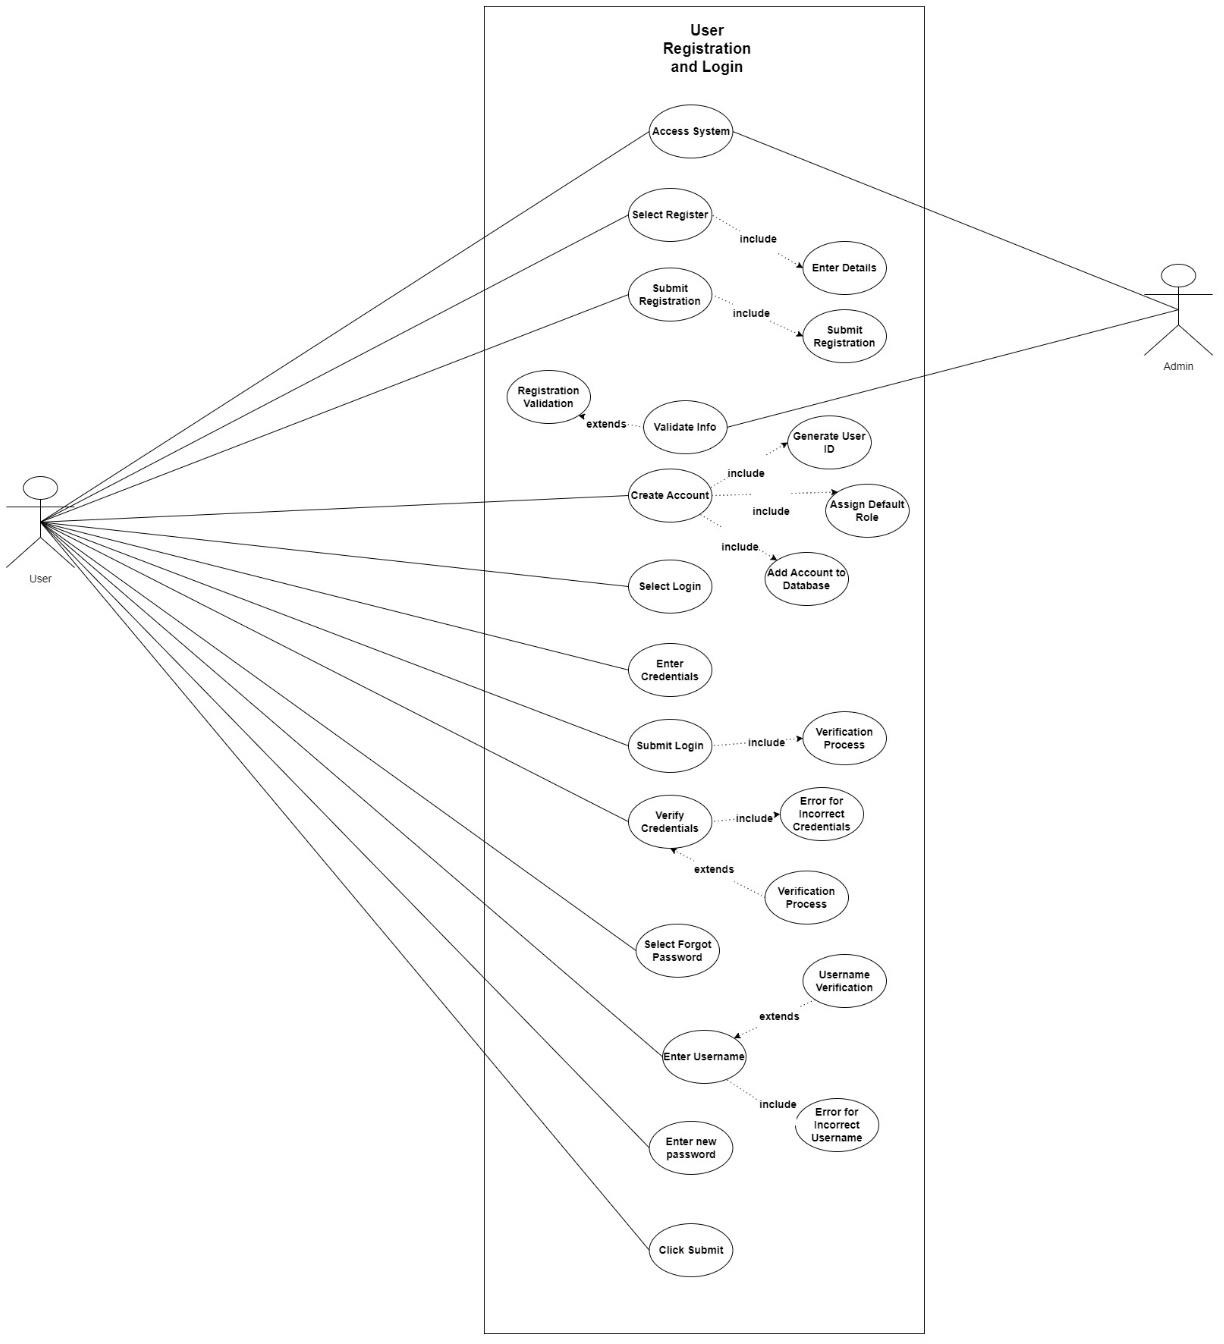 User
Registration
and Login
Access System
Select Register
include
Enter Details
Submit
Registration
include
Submit
Registration
Admin
Registration
Validation
extends
Validate Info
Generate User
ID
include
Create Account
Assign Default
Role
include
include
Add Account to
Database
User
Select Login
Enter
Credentials
Submit Login
include
Verification
Process
Verify
Credentials
include
Error for
Incorrect
Credentials
extends
Verification
Process
Select Forgot
Password
Username
Verification
extends
Enter Username
include
Error for
Incorrect
Username
Enter new
password
Click Submit